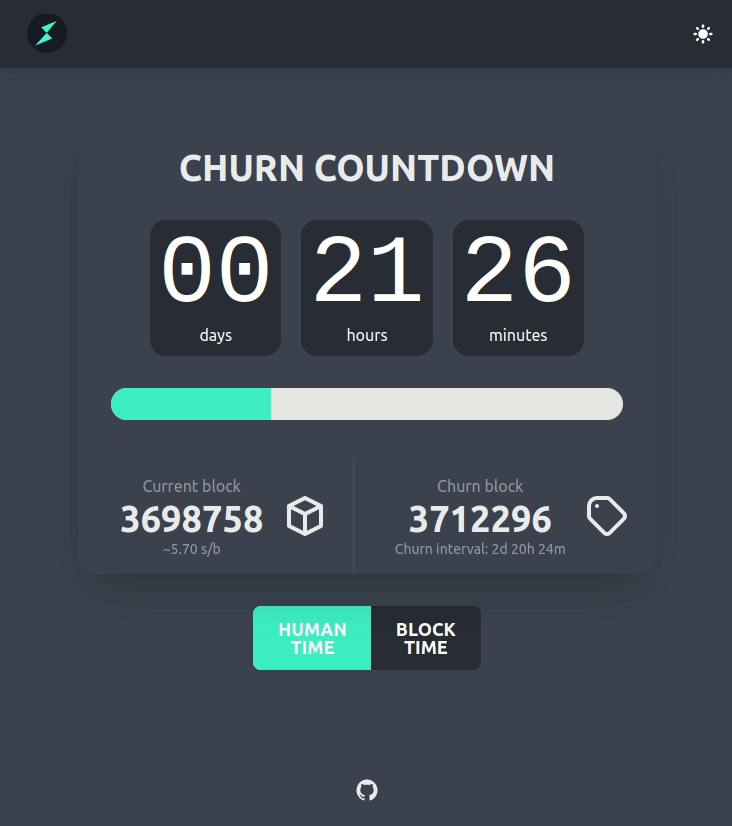 CHURN COUNTDOWN
00 21 26
days hours minutes
Current block
3698758
~5.70 s/b
Churn block
3712296
Churn interval: 2d 20h 24m
HUMAN
TIME
BLOCK
TIME